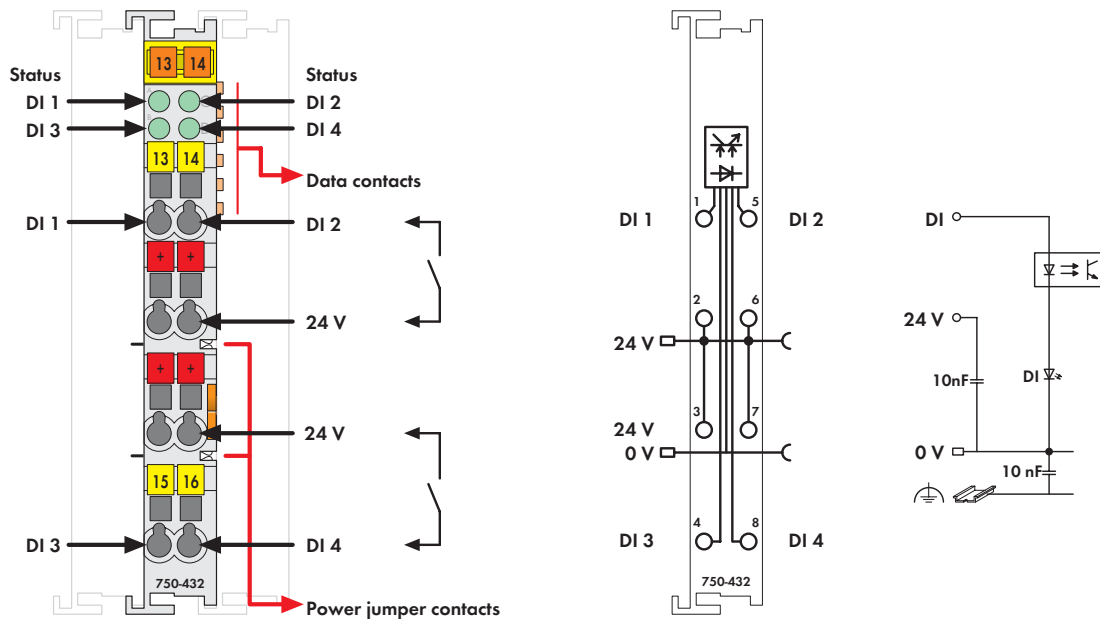 13 14
Status
Status
DI 1
DI 2
DI 3
DI 4
13 14
Data contacts
DI 1
DI 2
+ +
24 V
+ +
24 V
15 16
DI 3
DI 4
750-432
Power jumper contacts
1 5
DI 1
DI 2
2 6
24 V
3 7
24 V
0 V
4 8
DI 3
DI 4
750-432
DI
24 V
10nF
DI
0 V
10 nF